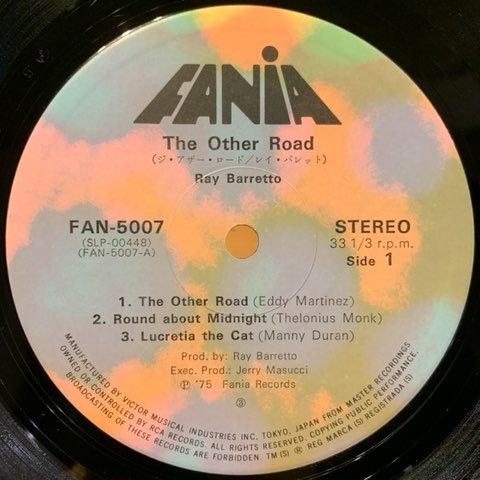 FANIA
The Other Road
(ジ・アザー・ロード/レイ・バレット)
Ray Barretto
FAN-5007
(SLP-00448)
(FAN-5007-A)
STEREO
33 1/3 r.p.m.
Side 1
1. The Other Road (Eddy Martinez)
2. Round about Midnight (Thelonius Monk)
3. Lucretia the Cat (Manny Duran)
Prod. by: Ray Barretto
Exec. Prod.: Jerry Masucci
Ⓟ '75 Fania Records
③
MANUFACTURED BY VICTOR MUSICAL INDUSTRIES INC. TOKYO, JAPAN FROM MASTER RECORDINGS
OWNED OR CONTROLLED BY RCA RECORDS. ALL RIGHTS RESERVED, COPYING PUBLIC PERFORMANCE,
BROADCASTING OF THESE RECORDS ARE FORBIDDEN. TM (S) ® REG MARCA (S) REGISTRADA (S)